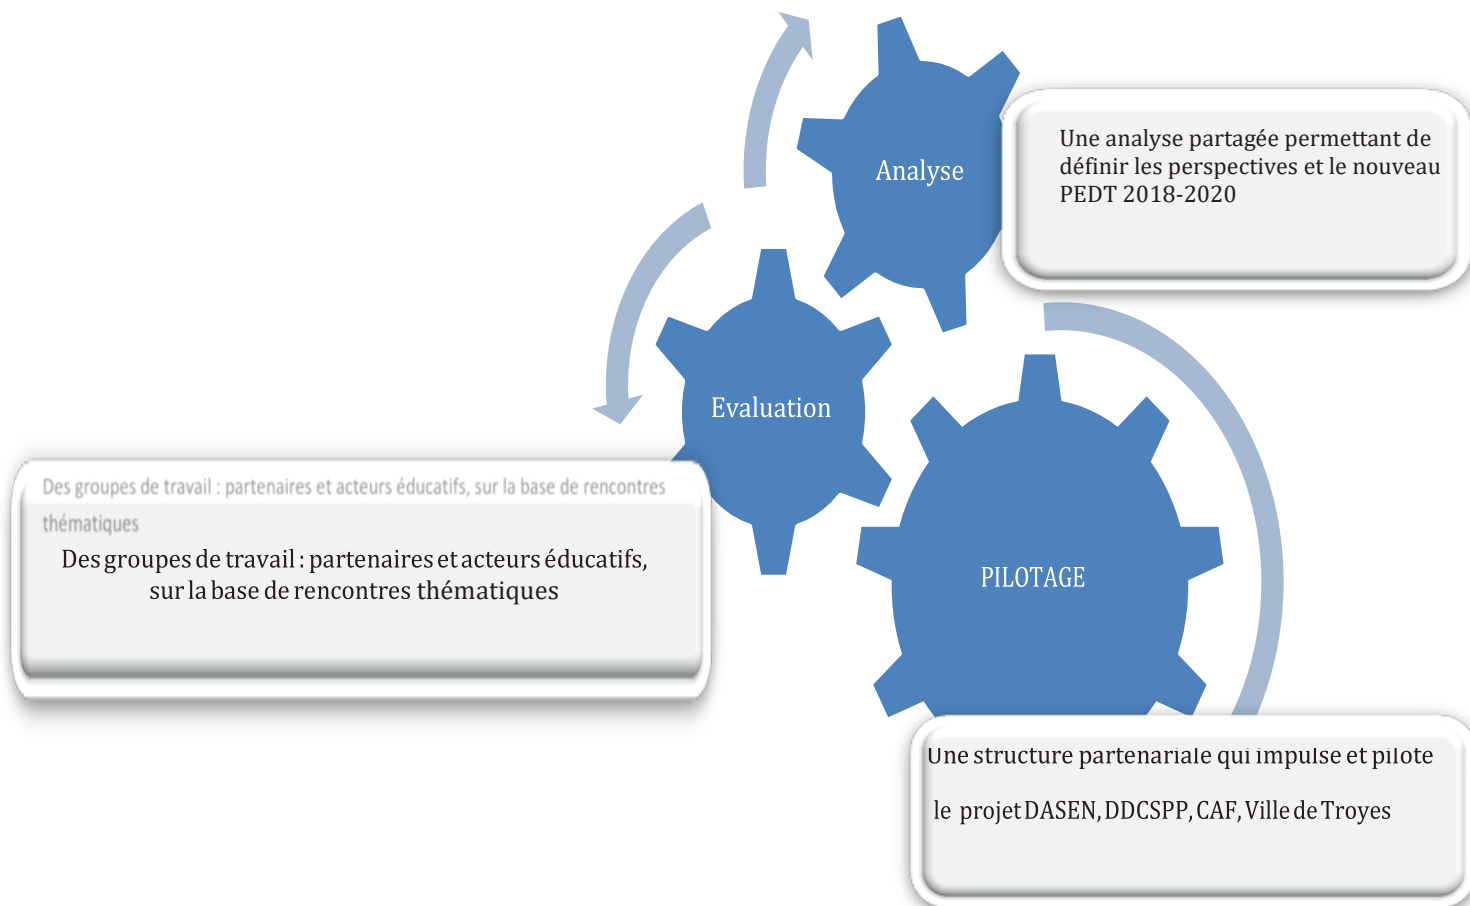 Analyse
Une analyse partagée permettant de
définir les perspectives et le nouveau
PEDT 2018-2020
Evaluation
Des groupes de travail : partenaires et acteurs éducatifs, sur la base de rencontres
thématiques
Des groupes de travail : partenaires et acteurs éducatifs,
sur la base de rencontres thématiques
PILOTAGE
Une structure partenariale qui impulse et pilote
le projet DASEN, DDCSPP, CAF, Ville de Troyes